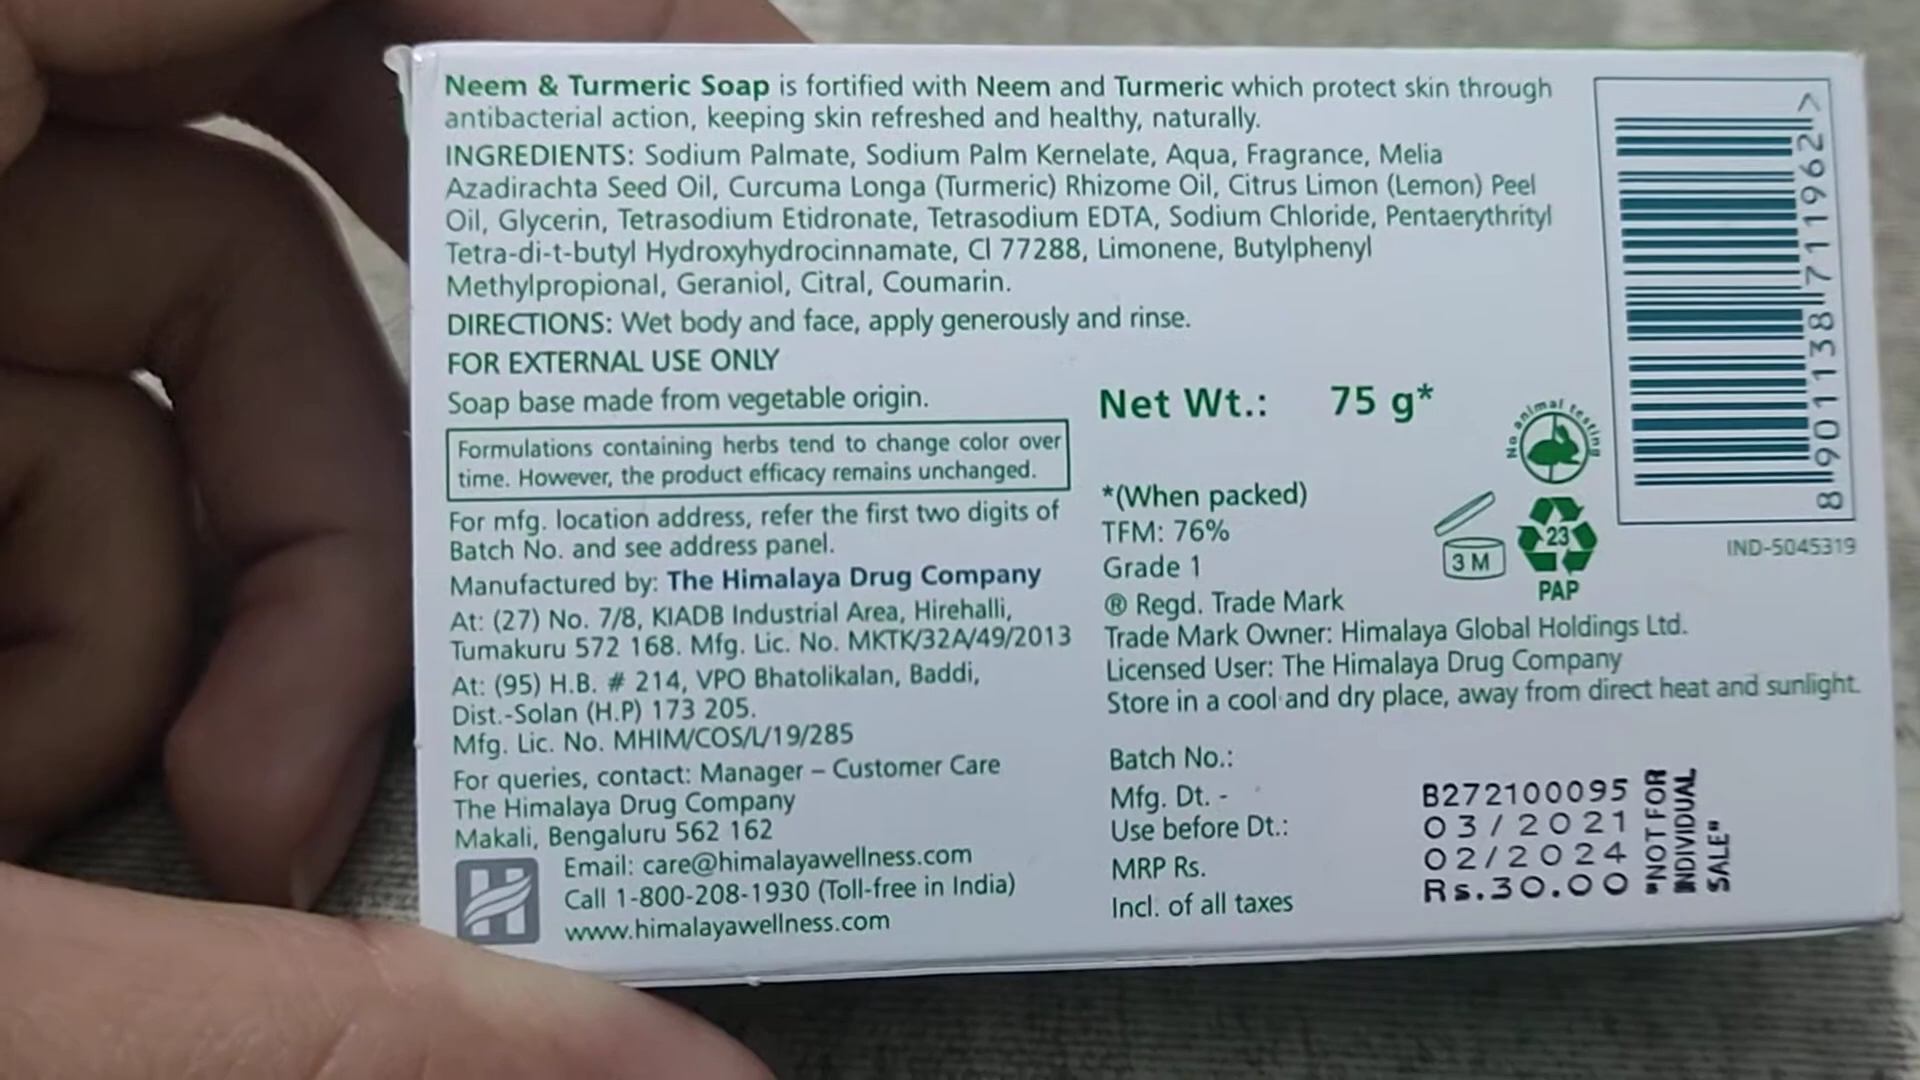 Neem & Turmeric Soap is fortified with Neem and Turmeric which protect skin through
antibacterial action, keeping skin refreshed and healthy, naturally.
INGREDIENTS: Sodium Palmate, Sodium Palm Kernelate, Aqua, Fragrance, Melia
Azadirachta Seed Oil, Curcuma Longa (Turmeric) Rhizome Oil, Citrus Limon (Lemon) Peel
Oil, Glycerin, Tetrasodium Etidronate, Tetrasodium EDTA, Sodium Chloride, Pentaerythrityl
Tetra-di-t-butyl Hydroxyhydrocinnamate, CI 77288, Limonene, Butylphenyl
Methylpropional, Geraniol, Citral, Coumarin.
DIRECTIONS: Wet body and face, apply generously and rinse.
FOR EXTERNAL USE ONLY
Soap base made from vegetable origin.
Formulations containing herbs tend to change color over
time. However, the product efficacy remains unchanged.
For mfg. location address, refer the first two digits of
Batch No. and see address panel.
Manufactured by: The Himalaya Drug Company
At: (27) No. 7/8, KIADB Industrial Area, Hirehalli,
Tumakuru 572 168. Mfg. Lic. No. MKTK/32A/49/2013
At: (95) H.B. # 214, VPO Bhatolikalan, Baddi,
Dist.-Solan (H.P) 173 205.
Mfg. Lic. No. MHIM/COS/L/19/285
For queries, contact: Manager – Customer Care
The Himalaya Drug Company
Makali, Bengaluru 562 162
Email: care@himalayawellness.com
Call 1-800-208-1930 (Toll-free in India)
www.himalayawellness.com
Net Wt.: 75 g*
*(When packed)
TFM: 76%
Grade 1
® Regd. Trade Mark
Trade Mark Owner: Himalaya Global Holdings Ltd.
Licensed User: The Himalaya Drug Company
Store in a cool and dry place, away from direct heat and sunlight.
No animal testing
3 M
23
PAP
8 901138 711962 >
IND-5045319
Batch No.: B272100095
Mfg. Dt. - 03/2021
Use before Dt.: 02/2024
MRP Rs. Rs.30.00
Incl. of all taxes
"NOT FOR
INDIVIDUAL
SALE"